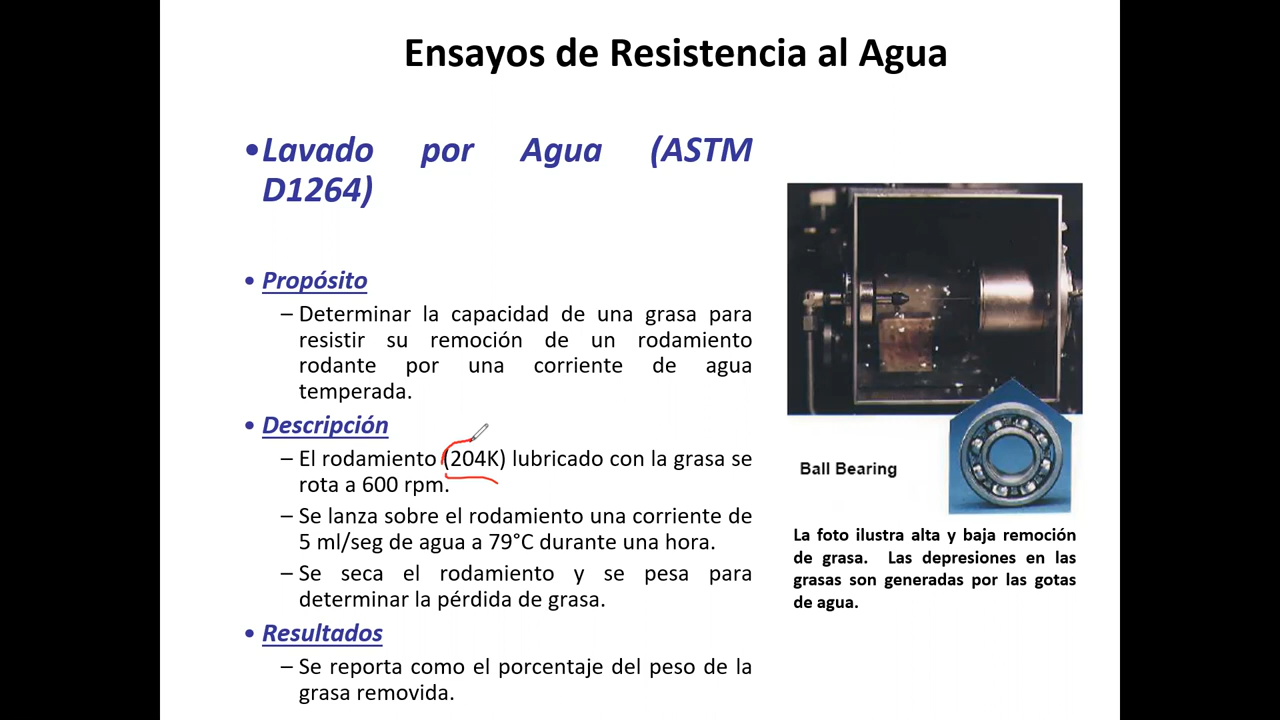 Ensayos de Resistencia al Agua
•Lavado por Agua (ASTM
D1264)
• Propósito
– Determinar la capacidad de una grasa para
resistir su remoción de un rodamiento
rodante por una corriente de agua
temperada.
• Descripción
– El rodamiento (204K) lubricado con la grasa se
rota a 600 rpm.
– Se lanza sobre el rodamiento una corriente de
5 ml/seg de agua a 79°C durante una hora.
– Se seca el rodamiento y se pesa para
determinar la pérdida de grasa.
• Resultados
– Se reporta como el porcentaje del peso de la
grasa removida.
Ball Bearing
La foto ilustra alta y baja remoción
de grasa. Las depresiones en las
grasas son generadas por las gotas
de agua.